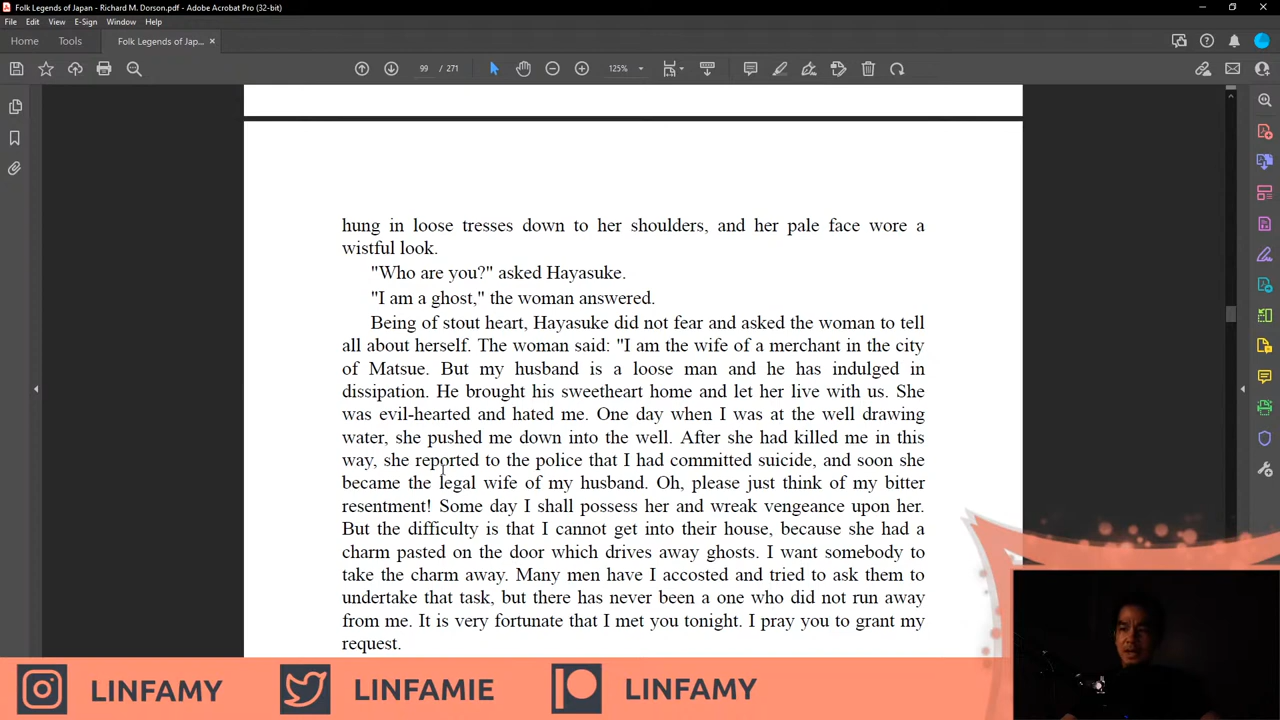 Folk Legends of Japan - Richard M. Dorson.pdf - Adobe Acrobat Pro (32-bit)
File Edit View E-Sign Window Help
Home Tools Folk Legends of Jap... ×
99 / 271 125%
hung in loose tresses down to her shoulders, and her pale face wore a
wistful look.
"Who are you?" asked Hayasuke.
"I am a ghost," the woman answered.
Being of stout heart, Hayasuke did not fear and asked the woman to tell
all about herself. The woman said: "I am the wife of a merchant in the city
of Matsue. But my husband is a loose man and he has indulged in
dissipation. He brought his sweetheart home and let her live with us. She
was evil-hearted and hated me. One day when I was at the well drawing
water, she pushed me down into the well. After she had killed me in this
way, she reported to the police that I had committed suicide, and soon she
became the legal wife of my husband. Oh, please just think of my bitter
resentment! Some day I shall possess her and wreak vengeance upon her.
But the difficulty is that I cannot get into their house, because she had a
charm pasted on the door which drives away ghosts. I want somebody to
take the charm away. Many men have I accosted and tried to ask them to
undertake that task, but there has never been a one who did not run away
from me. It is very fortunate that I met you tonight. I pray you to grant my
request.
LINFAMY LINFAMIE LINFAMY